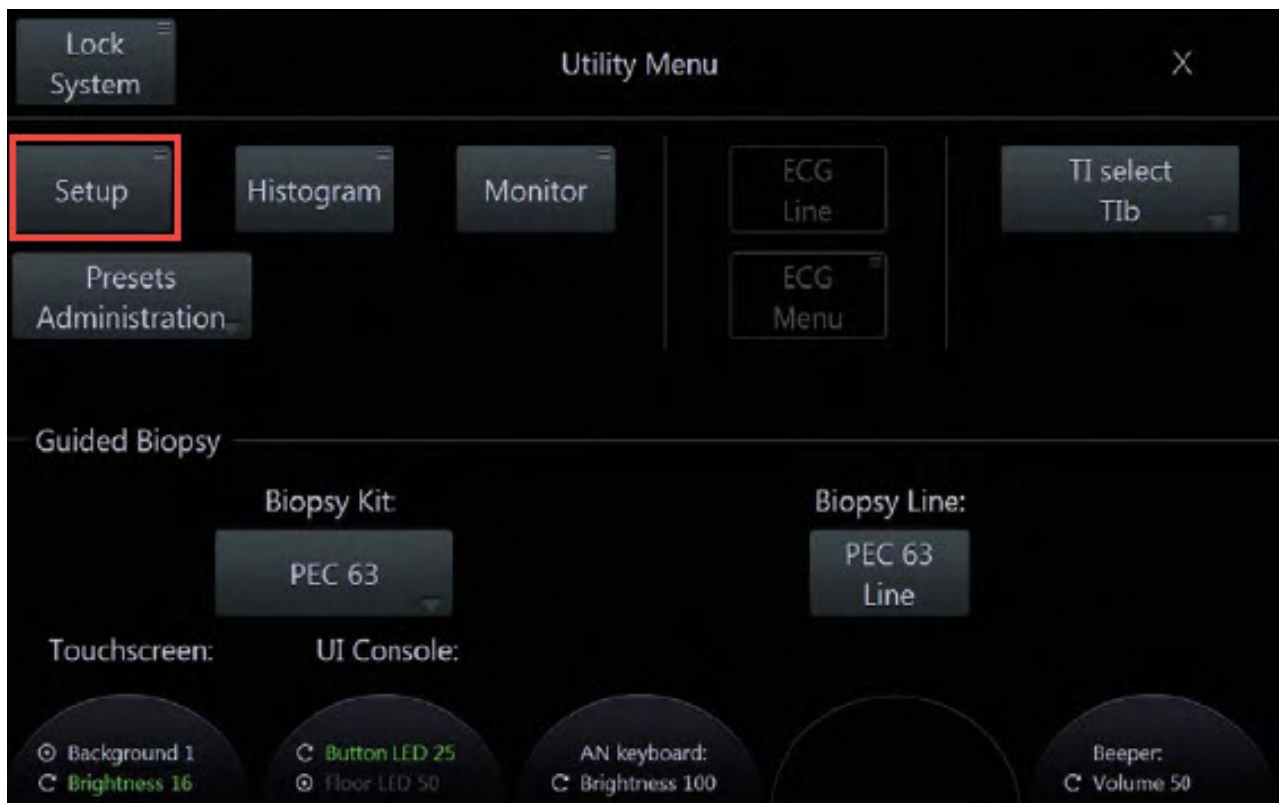 Lock
System
Utility Menu
X
Setup
Histogram
Monitor
ECG
Line
TI select
TIb
Presets
Administration
ECG
Menu
Guided Biopsy
Biopsy Kit:
Biopsy Line:
PEC 63
PEC 63
Line
Touchscreen:
UI Console:
Background 1
Brightness 16
Button LED 25
Floor LED 50
AN keyboard:
Brightness 100
Beeper:
Volume 50